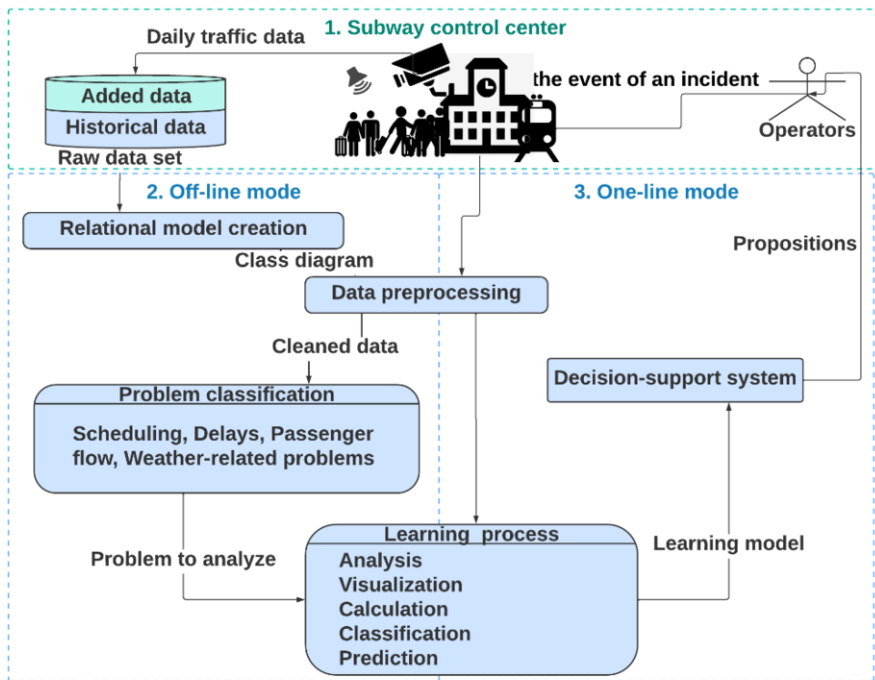 1. Subway control center
Daily traffic data
the event of an incident
Added data
Historical data
Operators
Raw data set
2. Off-line mode
3. One-line mode
Relational model creation
Propositions
Class diagram
Data preprocessing
Cleaned data
Decision-support system
Problem classification
Scheduling, Delays, Passenger
flow, Weather-related problems
Learning process
Problem to analyze
Learning model
Analysis
Visualization
Calculation
Classification
Prediction